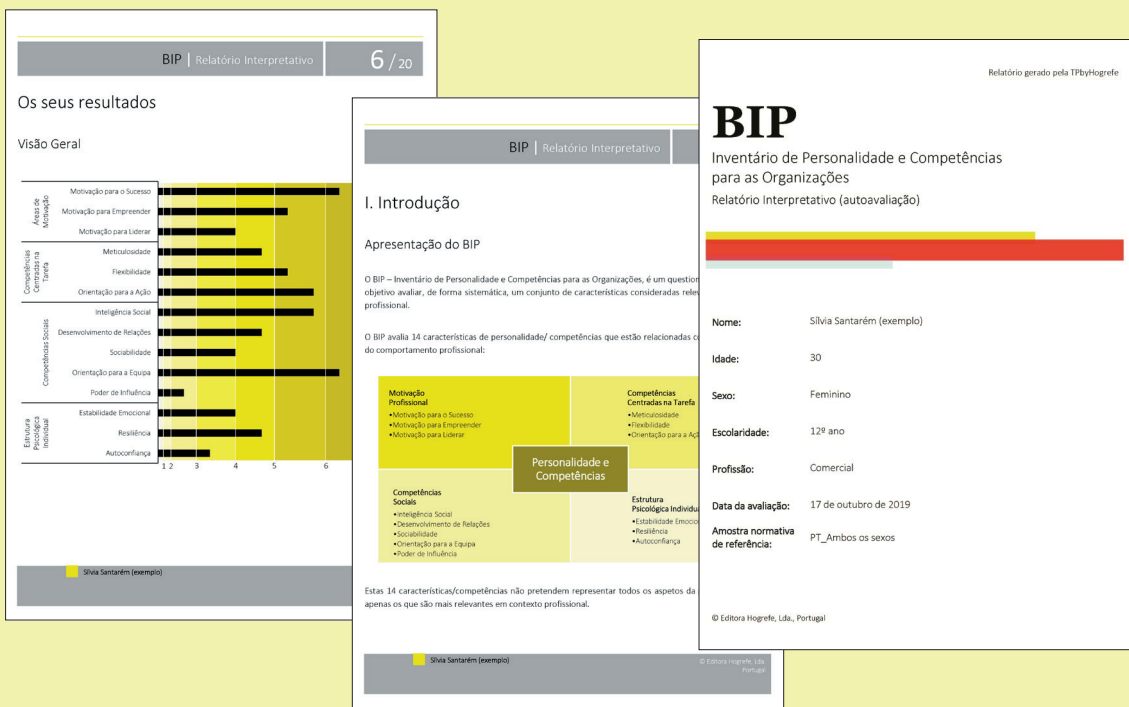 BIP | Relatório Interpretativo
6 / 20
Os seus resultados
Visão Geral
Áreas de
Motivação
Motivação para o Sucesso
Motivação para Empreender
Motivação para Liderar
Competências
Centradas na
Tarefa
Meticulosidade
Flexibilidade
Orientação para a Ação
Competências Sociais
Inteligência Social
Desenvolvimento de Relações
Sociabilidade
Orientação para a Equipa
Poder de Influência
Estrutura
Psicológica
Individual
Estabilidade Emocional
Resiliência
Autoconfiança
1 2 3 4 5 6
Sílvia Santarém (exemplo)
BIP | Relatório Interpretativo
I. Introdução
Apresentação do BIP
O BIP – Inventário de Personalidade e Competências para as Organizações, é um
objetivo avaliar, de forma sistemática, um conjunto de características consideradas
profissional.
O BIP avalia 14 características de personalidade/ competências que estão relacionadas
do comportamento profissional:
Motivação
Profissional
•Motivação para o Sucesso
•Motivação para Empreender
•Motivação para Liderar
Competências
Centradas na Tarefa
•Meticulosidade
•Flexibilidade
•Orientação para a
Personalidade e
Competências
Competências
Sociais
•Inteligência Social
•Desenvolvimento de Relações
•Sociabilidade
•Orientação para a Equipa
•Poder de Influência
Estrutura
Psicológica
•Estabilidade
•Resiliência
•Autoconfiança
Estas 14 características/competências não pretendem representar todos os aspetos da
apenas os que são mais relevantes em contexto profissional.
Sílvia Santarém (exemplo)
© Editora Hogrefe, Lda.
Portugal
Relatório gerado pela TPbyHogrefe
BIP
Inventário de Personalidade e Competências
para as Organizações
Relatório Interpretativo (autoavaliação)
Nome: Sílvia Santarém (exemplo)
Idade: 30
Sexo: Feminino
Escolaridade: 12º ano
Profissão: Comercial
Data da avaliação: 17 de outubro de 2019
Amostra normativa
de referência: PT_Ambos os sexos
© Editora Hogrefe, Lda., Portugal